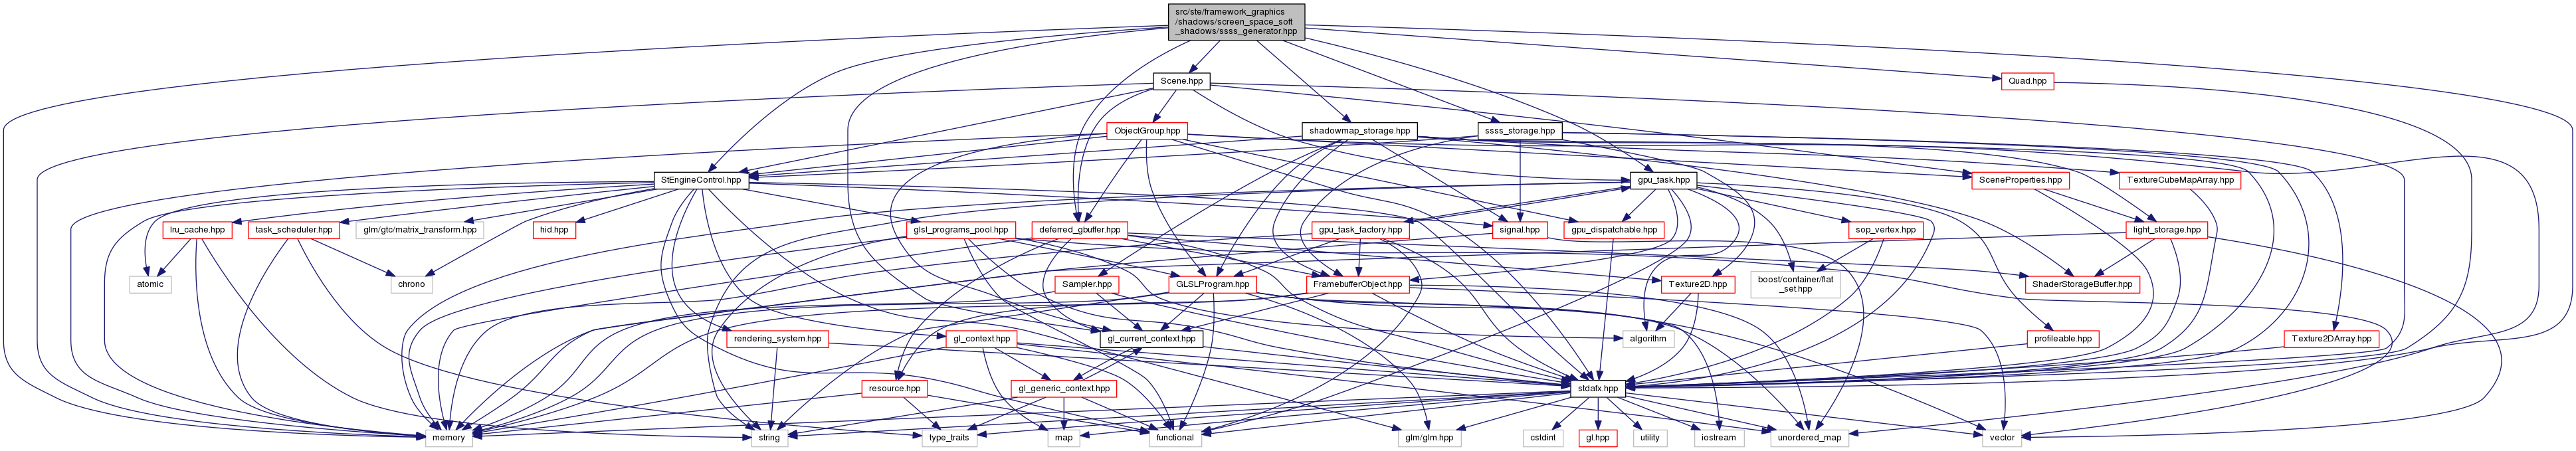 src/ste/framework_graphics
/shadows/screen_space_soft
_shadows/ssss_generator.hpp
Scene.hpp
Quad.hpp
ObjectGroup.hpp
shadowmap_storage.hpp
ssss_storage.hpp
StEngineControl.hpp
gpu_task.hpp
SceneProperties.hpp
TextureCubeMapArray.hpp
lru_cache.hpp
task_scheduler.hpp
glm/gtc/matrix_transform.hpp
hid.hpp
glsl_programs_pool.hpp
deferred_gbuffer.hpp
gpu_task_factory.hpp
signal.hpp
gpu_dispatchable.hpp
sop_vertex.hpp
light_storage.hpp
atomic
chrono
Sampler.hpp
GLSLProgram.hpp
FramebufferObject.hpp
Texture2D.hpp
boost/container/flat
_set.hpp
ShaderStorageBuffer.hpp
rendering_system.hpp
gl_context.hpp
gl_current_context.hpp
algorithm
profileable.hpp
Texture2DArray.hpp
resource.hpp
gl_generic_context.hpp
stdafx.hpp
memory
string
type_traits
map
functional
glm/glm.hpp
cstdint
gl.hpp
utility
iostream
unordered_map
vector